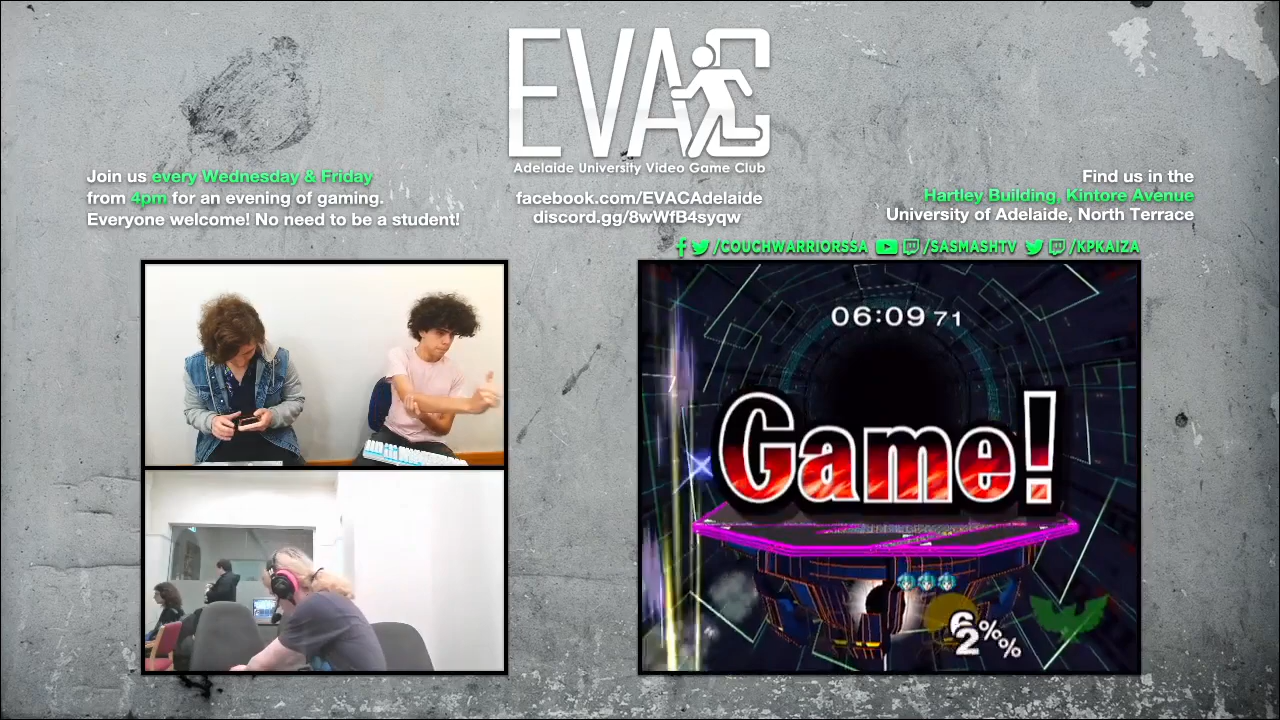 EVAC
Adelaide University Video Game Club
Join us every Wednesday & Friday
from 4pm for an evening of gaming.
Everyone welcome! No need to be a student!
facebook.com/EVACAdelaide
discord.gg/8wWfB4syqw
Find us in the
Hartley Building, Kintore Avenue
University of Adelaide, North Terrace
/COUCHWARRIORSSA /SASMASHTV /KPKAIZA
06:09 71
Game!